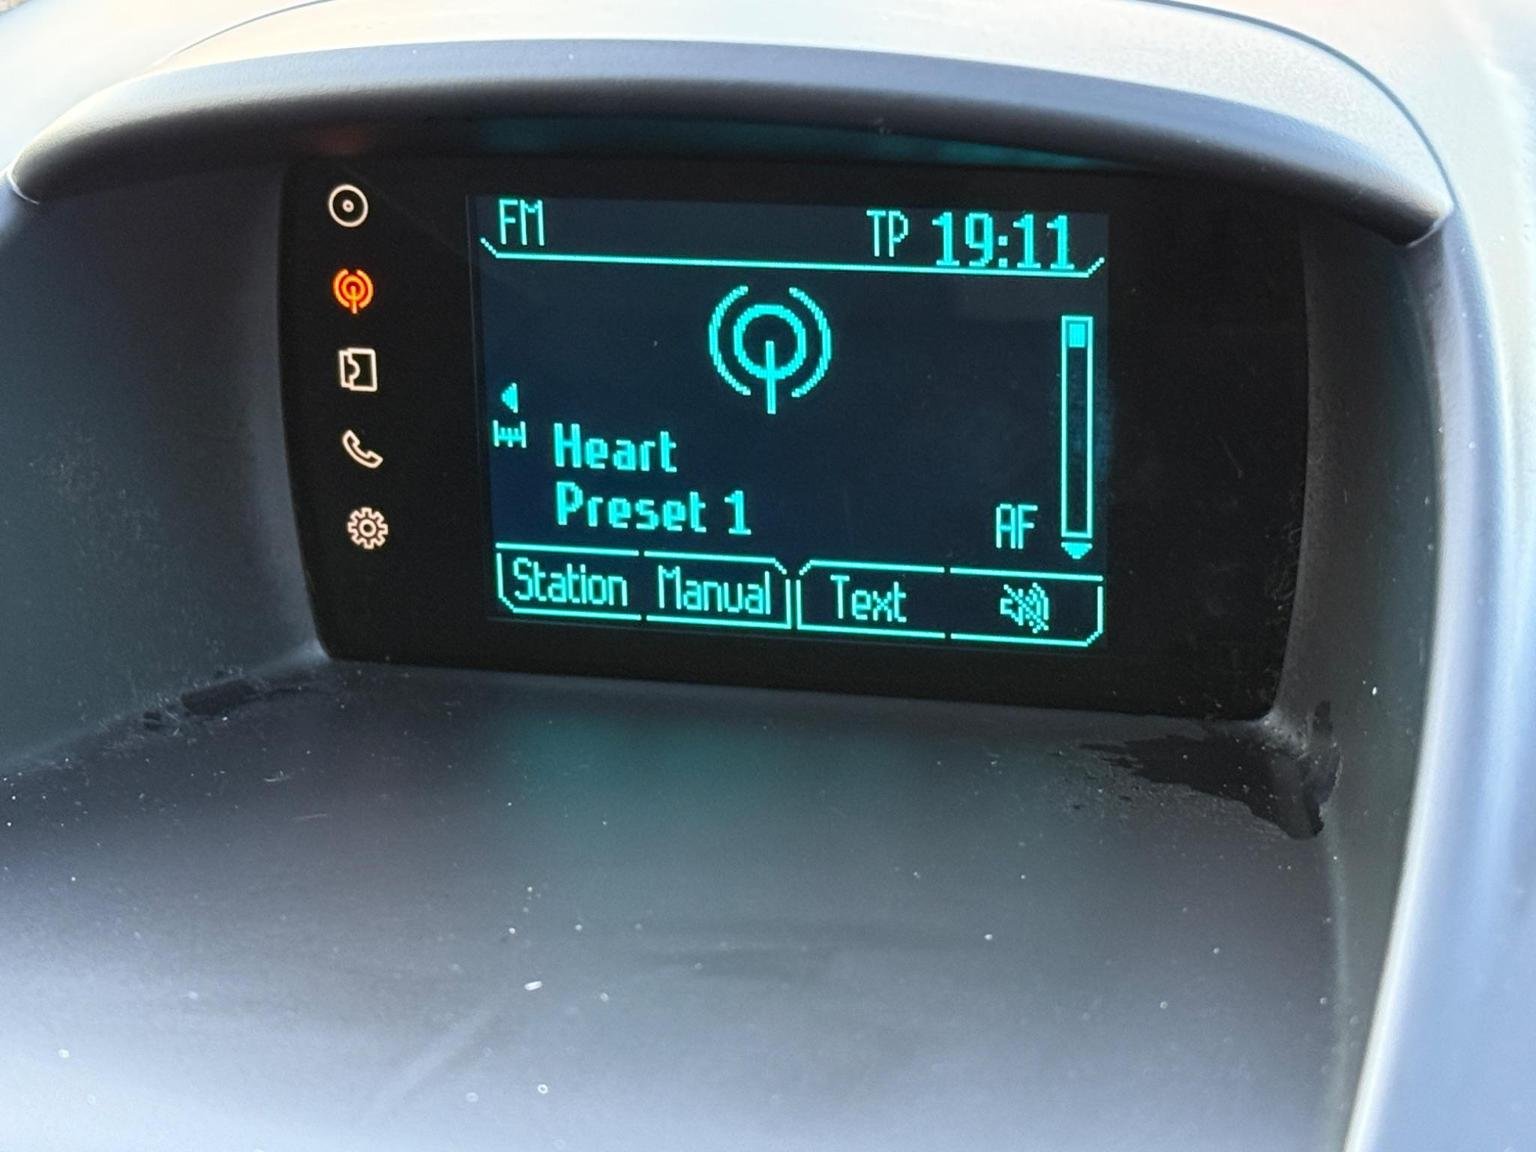 FM TP 19:11
Heart
Preset 1
AF
Station Manual Text